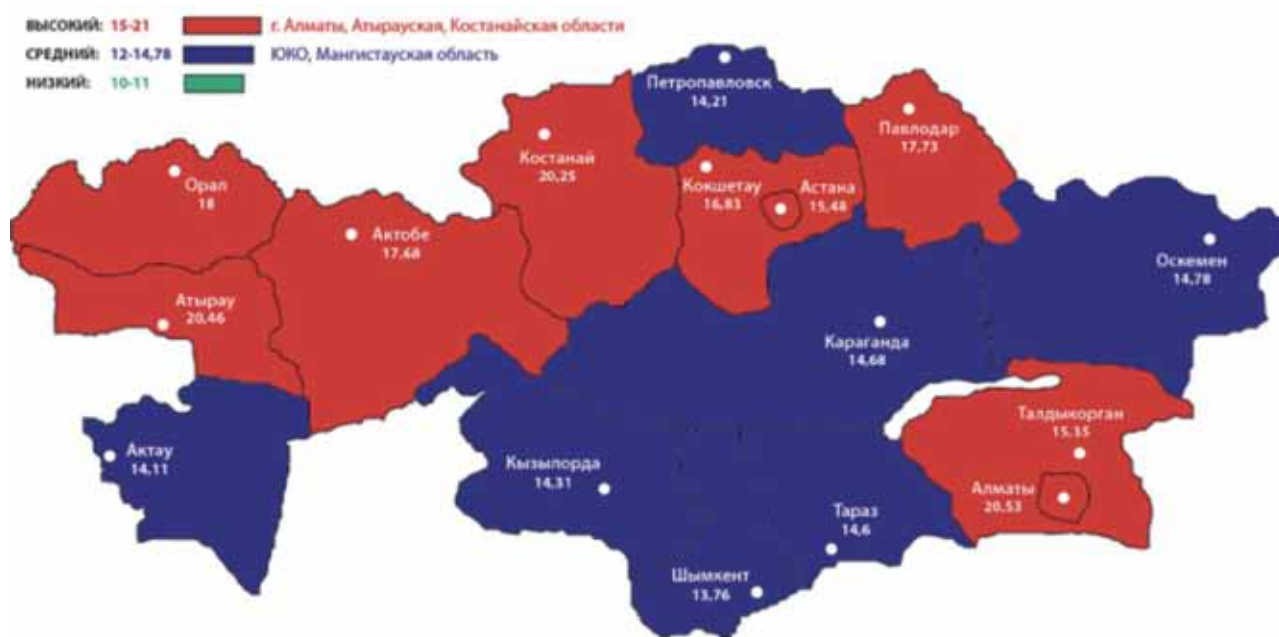 ВЫСОКИЙ: 15-21 г. Алматы, Атырауская, Костанайская области
СРЕДНИЙ: 12-14,78 ЮКО, Мангистауская область
НИЗКИЙ: 10-11
Петропавловск
14,21
Павлодар
17,73
Костанай
20,25
Кокшетау
16,83
Астана
15,48
Орал
18
Актобе
17,68
Оскемен
14,78
Атырау
20,46
Караганда
14,68
Талдыкорган
15,35
Актау
14,11
Кызылорда
14,31
Алматы
20,53
Тараз
14,6
Шымкент
13,76